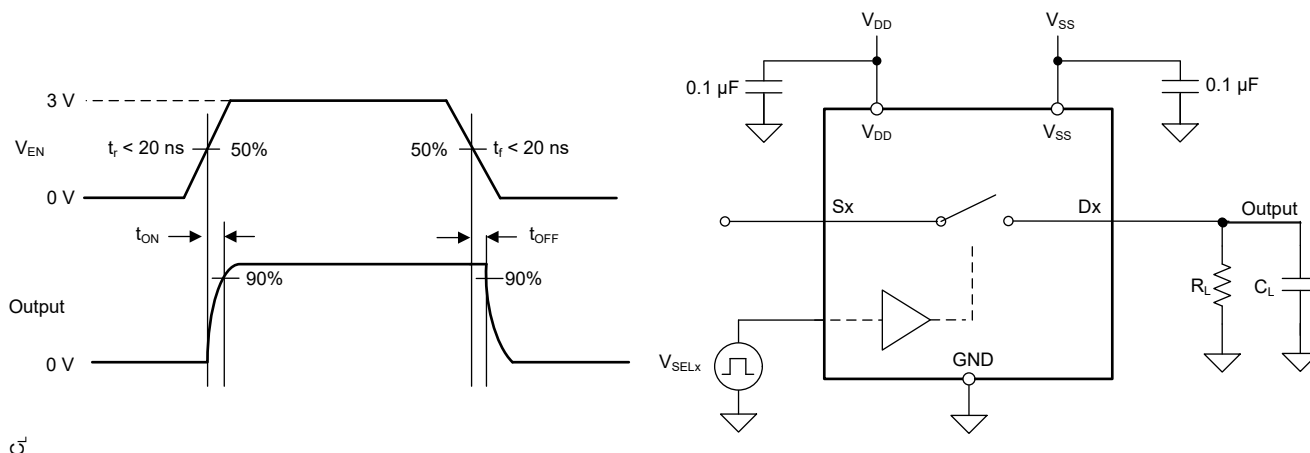 3 V
V_EN
t_r < 20 ns
50%
50%
t_f < 20 ns
0 V
t_ON
t_OFF
90%
90%
Output
0 V
V_DD
V_SS
0.1 µF
0.1 µF
V_DD
V_SS
Sx
Dx
Output
R_L
C_L
V_SELx
GND